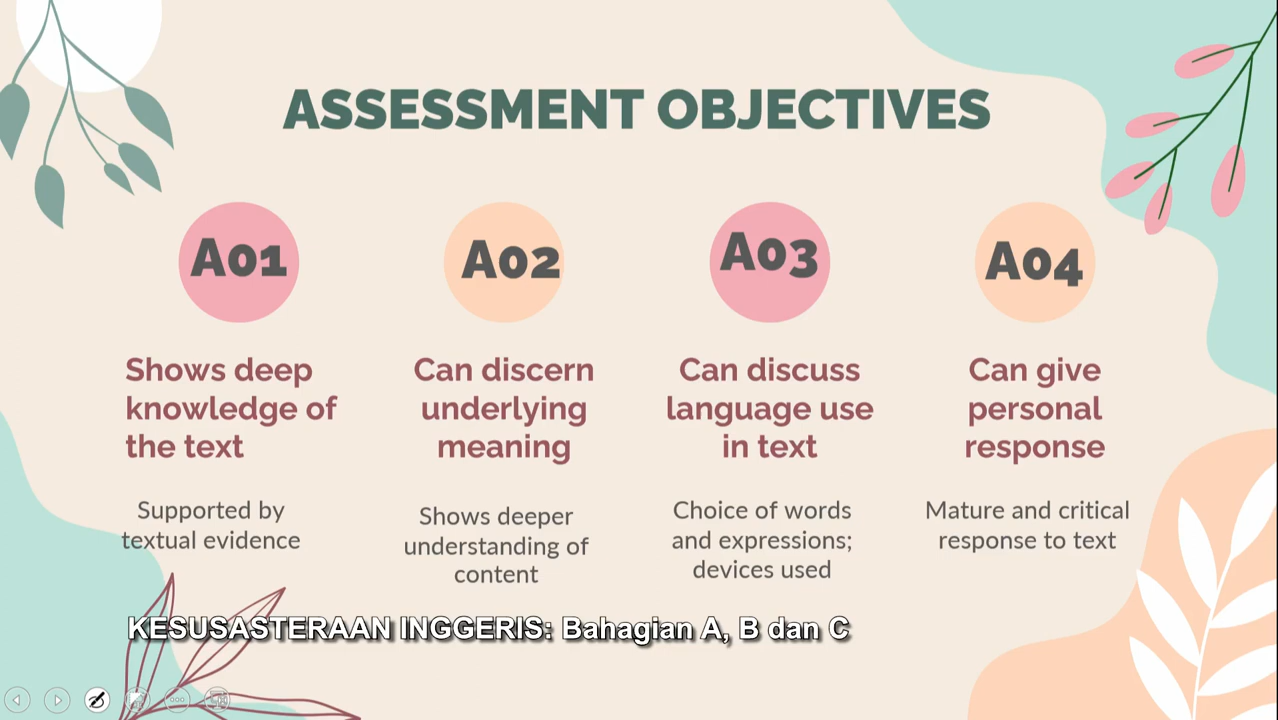 ASSESSMENT OBJECTIVES
A01
Shows deep
knowledge of
the text
Supported by
textual evidence
A02
Can discern
underlying
meaning
Shows deeper
understanding of
content
A03
Can discuss
language use
in text
Choice of words
and expressions;
devices used
A04
Can give
personal
response
Mature and critical
response to text
KESUSASTERAAN INGGERIS: Bahagian A, B dan C